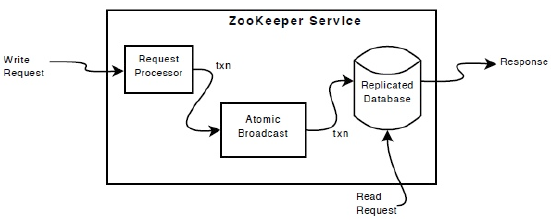 ZooKeeper Service
Write
Request
Request
Processor
txn
Atomic
Broadcast
txn
Replicated
Database
Response
Read
Request